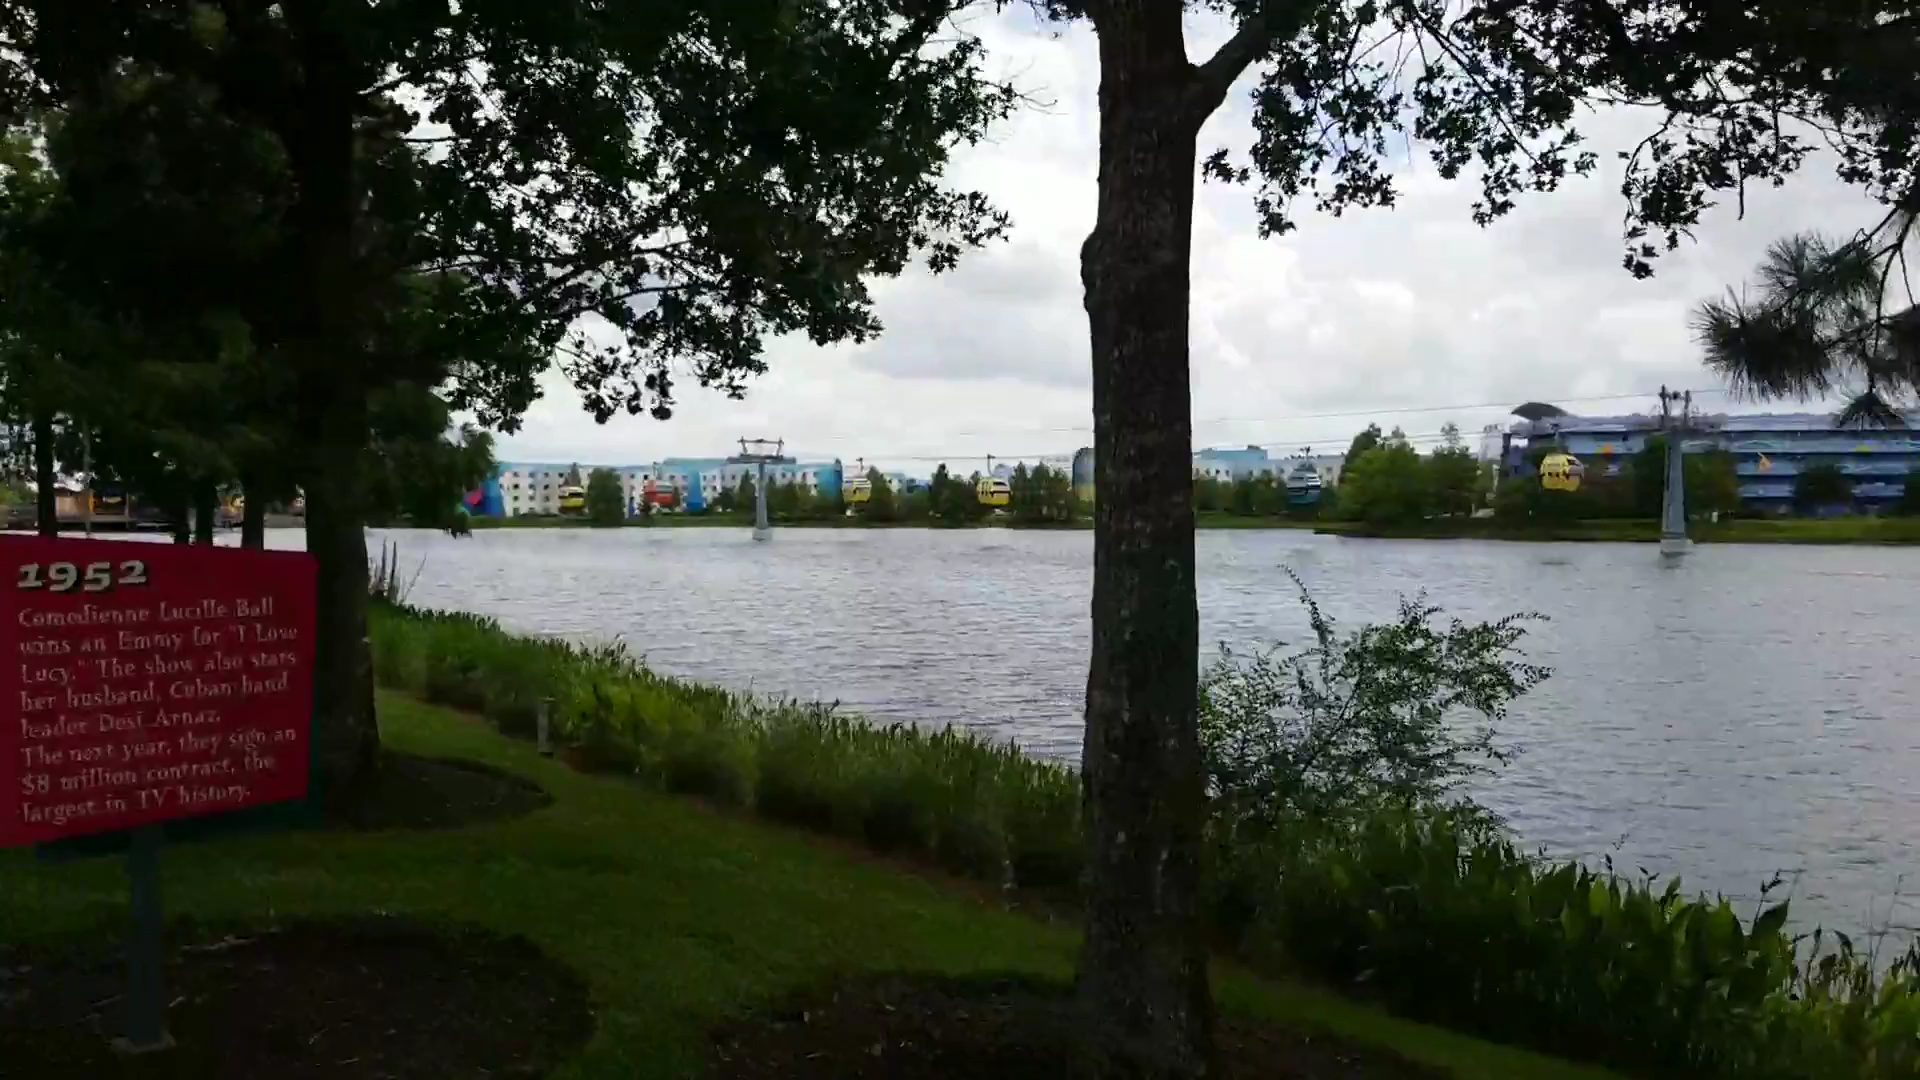 1952
Comedienne Lucille Ball
wins an Emmy for "I Love
Lucy." The show also stars
her husband, Cuban band
leader Desi Arnaz.
The next year, they sign an
$8 million contract, the
largest in TV history.